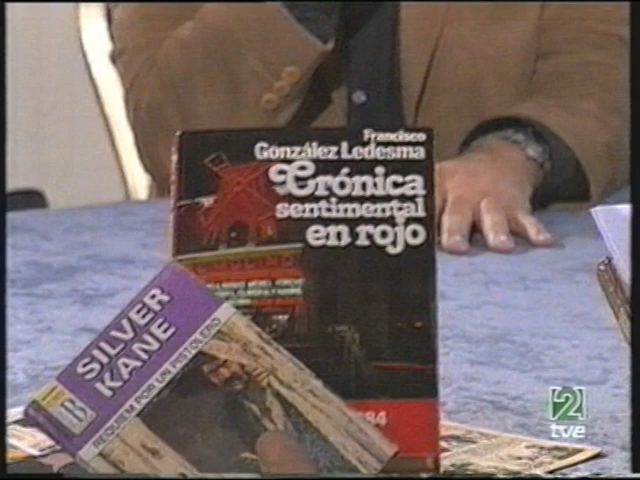 Francisco
González Ledesma
Crónica
sentimental
en rojo
SILVER
KANE
REQUIEM POR UN PISTOLERO
B
84
2
tve